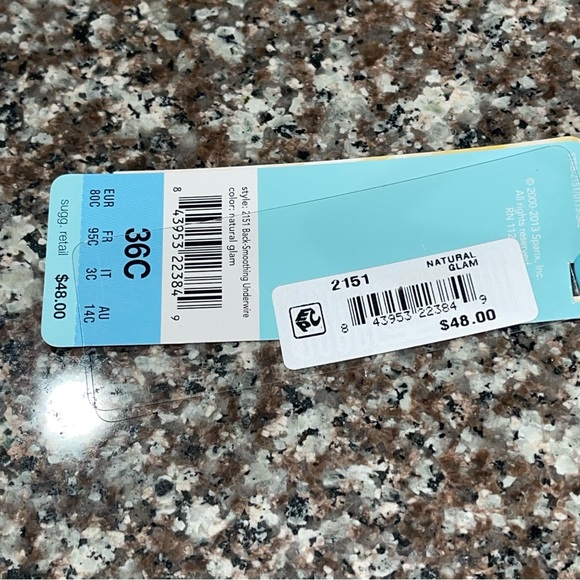 style: 2151 Back-Smoothing Underwire
color: natural glam
8 43953 22384 9
36C
EUR FR IT AU
80C 95C 3C 14C
sugg. retail $48.00
2151 NATURAL
GLAM
8 43953 22384 9
$48.00
© 2000-2013 Spanx, Inc.
All rights reserved